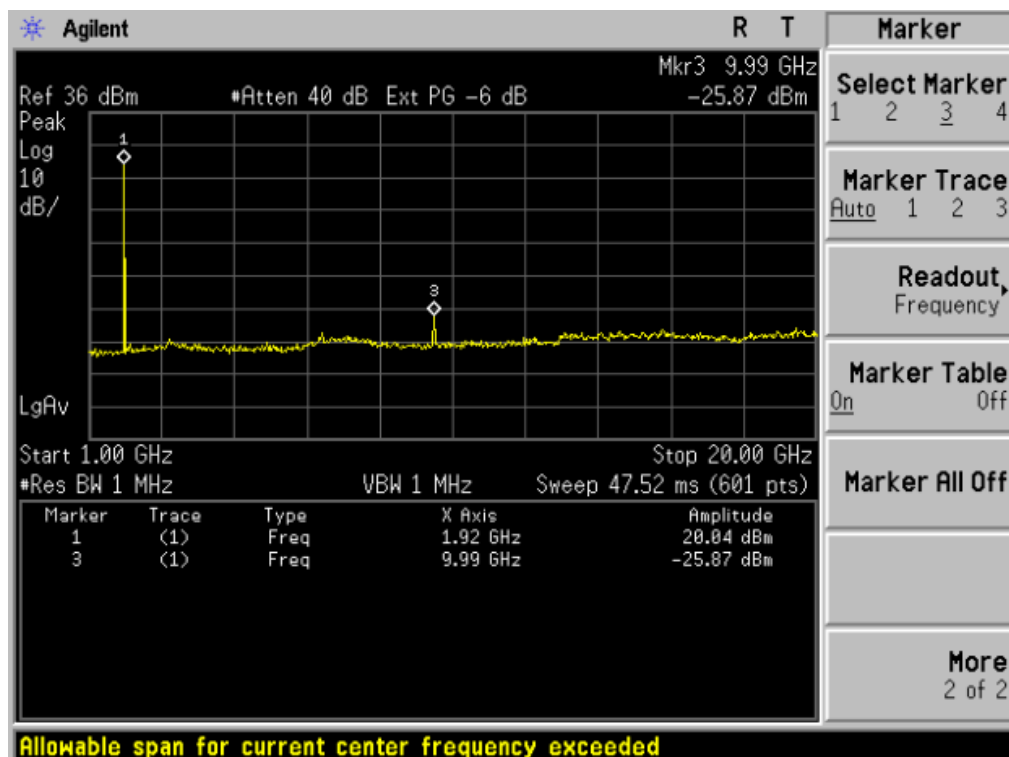 Agilent R T Marker
Mkr3 9.99 GHz
Ref 36 dBm #Atten 40 dB Ext PG -6 dB -25.87 dBm
Select Marker
1 2 3 4
Peak
Log
10
dB/
1
3
Marker Trace
Auto 1 2 3
Readout
Frequency
Marker Table
On Off
LgAv
Start 1.00 GHz Stop 20.00 GHz
#Res BW 1 MHz VBW 1 MHz Sweep 47.52 ms (601 pts)
Marker All Off
Marker Trace Type X Axis Amplitude
1 (1) Freq 1.92 GHz 20.04 dBm
3 (1) Freq 9.99 GHz -25.87 dBm
More
2 of 2
Allowable span for current center frequency exceeded